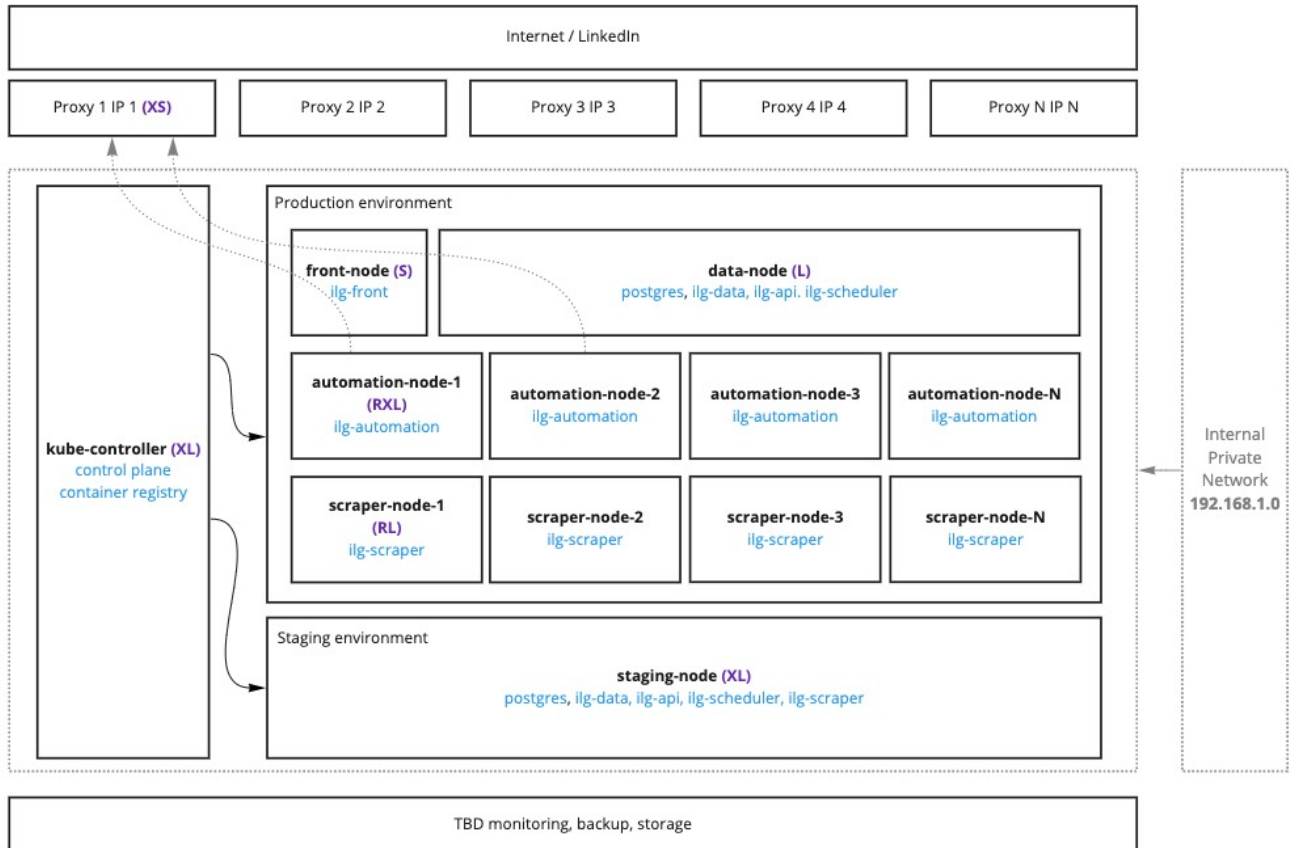 Internet / LinkedIn
Proxy 1 IP 1 (XS)
Proxy 2 IP 2
Proxy 3 IP 3
Proxy 4 IP 4
Proxy N IP N
Production environment
front-node (S)
ilg-front
data-node (L)
postgres, ilg-data, ilg-api. ilg-scheduler
automation-node-1
(RXL)
ilg-automation
automation-node-2
ilg-automation
automation-node-3
ilg-automation
automation-node-N
ilg-automation
kube-controller (XL)
control plane
container registry
scraper-node-1
(RL)
ilg-scraper
scraper-node-2
ilg-scraper
scraper-node-3
ilg-scraper
scraper-node-N
ilg-scraper
Internal
Private
Network
192.168.1.0
Staging environment
staging-node (XL)
postgres, ilg-data, ilg-api, ilg-scheduler, ilg-scraper
TBD monitoring, backup, storage